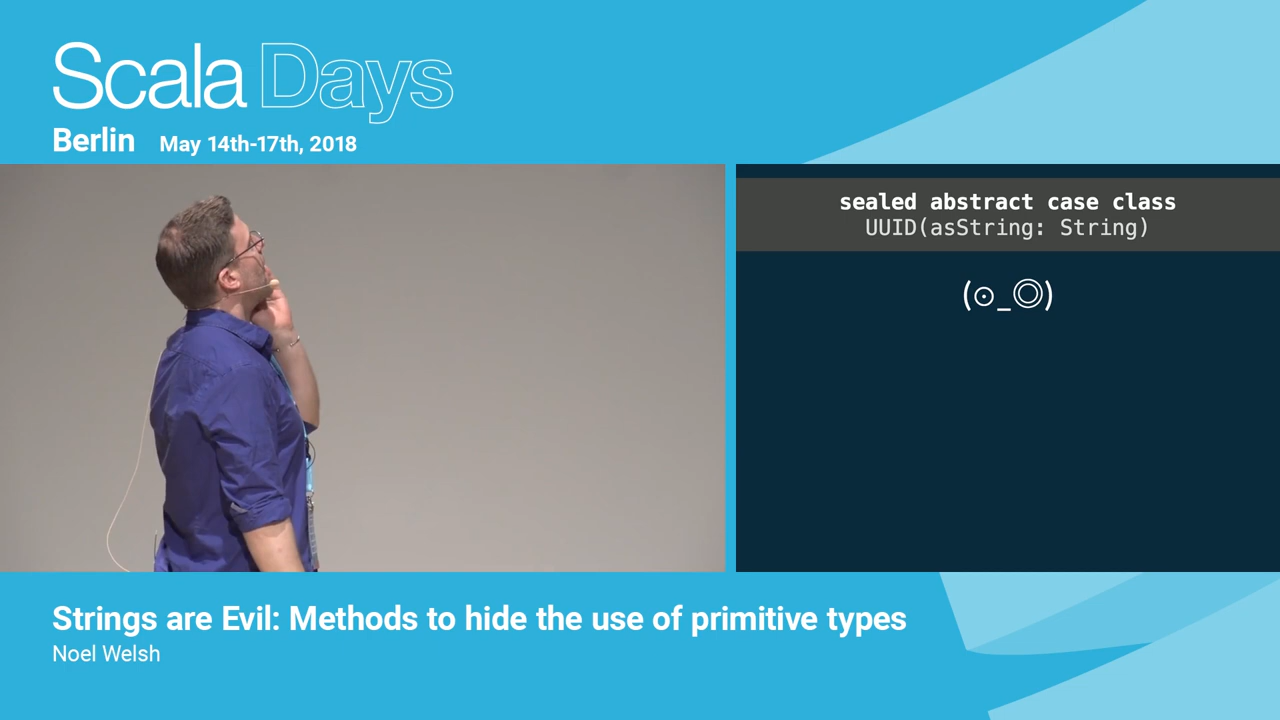 Scala Days
Berlin May 14th-17th, 2018
sealed abstract case class
UUID(asString: String)
(⊙_◎)
Strings are Evil: Methods to hide the use of primitive types
Noel Welsh